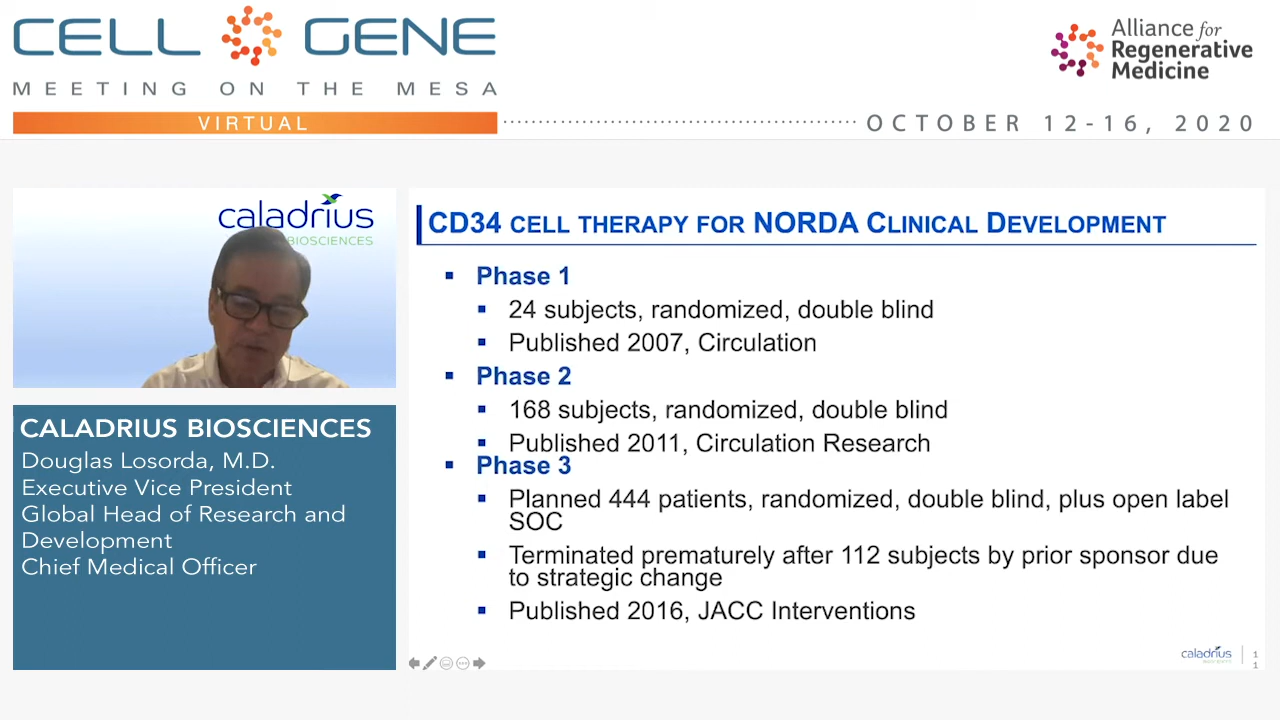 CELL GENE
MEETING ON THE MESA
VIRTUAL
Alliance for
Regenerative
Medicine
OCTOBER 12-16, 2020
caladrius
BIOSCIENCES
CALADRIUS BIOSCIENCES
Douglas Losorda, M.D.
Executive Vice President
Global Head of Research and
Development
Chief Medical Officer
CD34 CELL THERAPY FOR NORDA CLINICAL DEVELOPMENT
Phase 1
24 subjects, randomized, double blind
Published 2007, Circulation
Phase 2
168 subjects, randomized, double blind
Published 2011, Circulation Research
Phase 3
Planned 444 patients, randomized, double blind, plus open label
SOC
Terminated prematurely after 112 subjects by prior sponsor due
to strategic change
Published 2016, JACC Interventions
caladrius
1
1